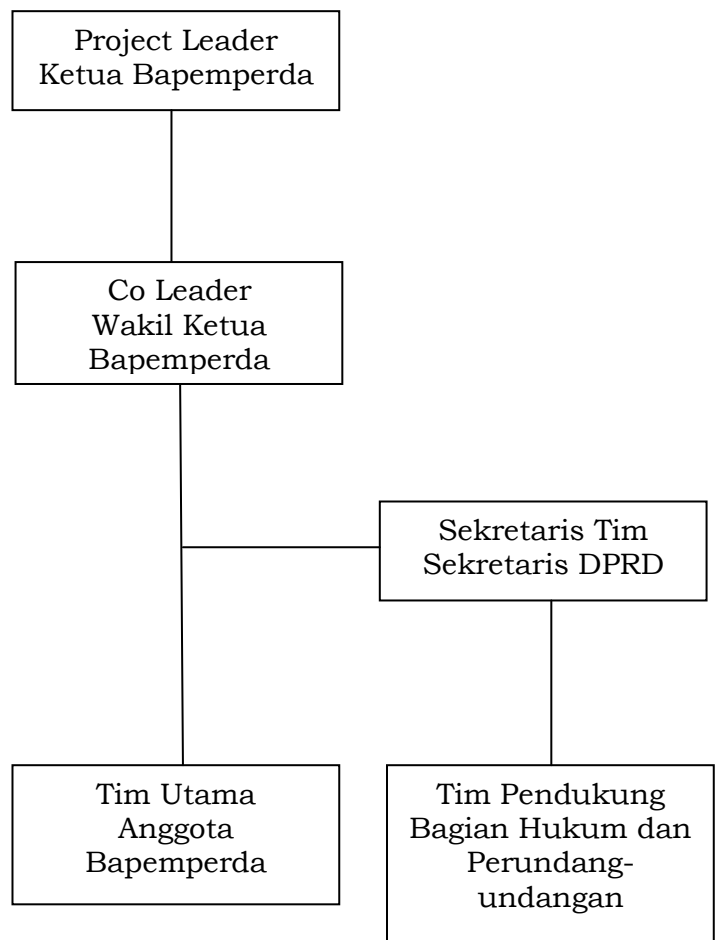 Project Leader
Ketua Bapemperda
Co Leader
Wakil Ketua
Bapemperda
Sekretaris Tim
Sekretaris DPRD
Tim Utama
Anggota
Bapemperda
Tim Pendukung
Bagian Hukum dan
Perundang-
undangan